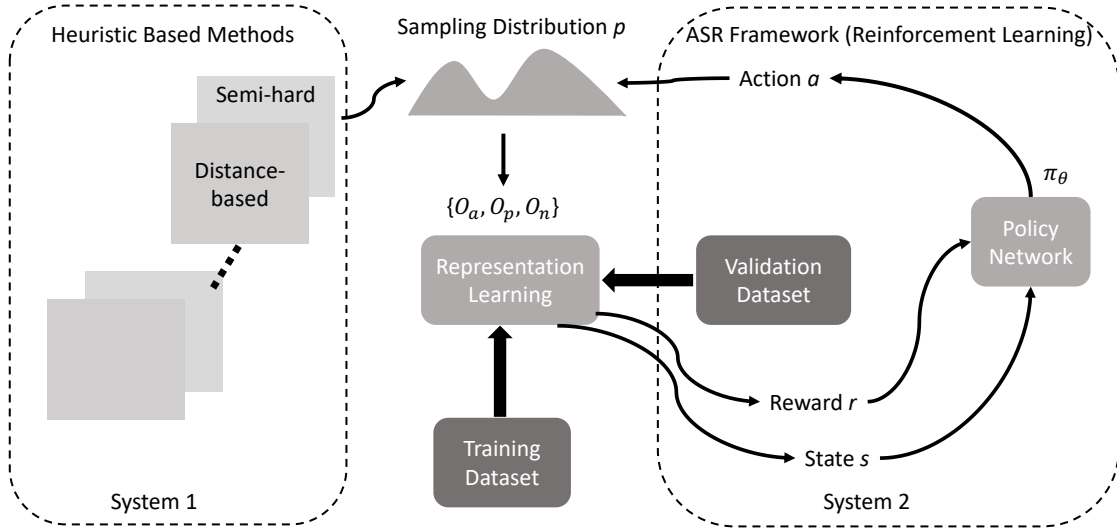 Heuristic Based Methods
Semi-hard
Distance-
based
System 1
Sampling Distribution p
{O_a, O_p, O_n}
Representation
Learning
Validation
Dataset
Training
Dataset
ASR Framework (Reinforcement Learning)
Action a
π_θ
Policy
Network
Reward r
State s
System 2